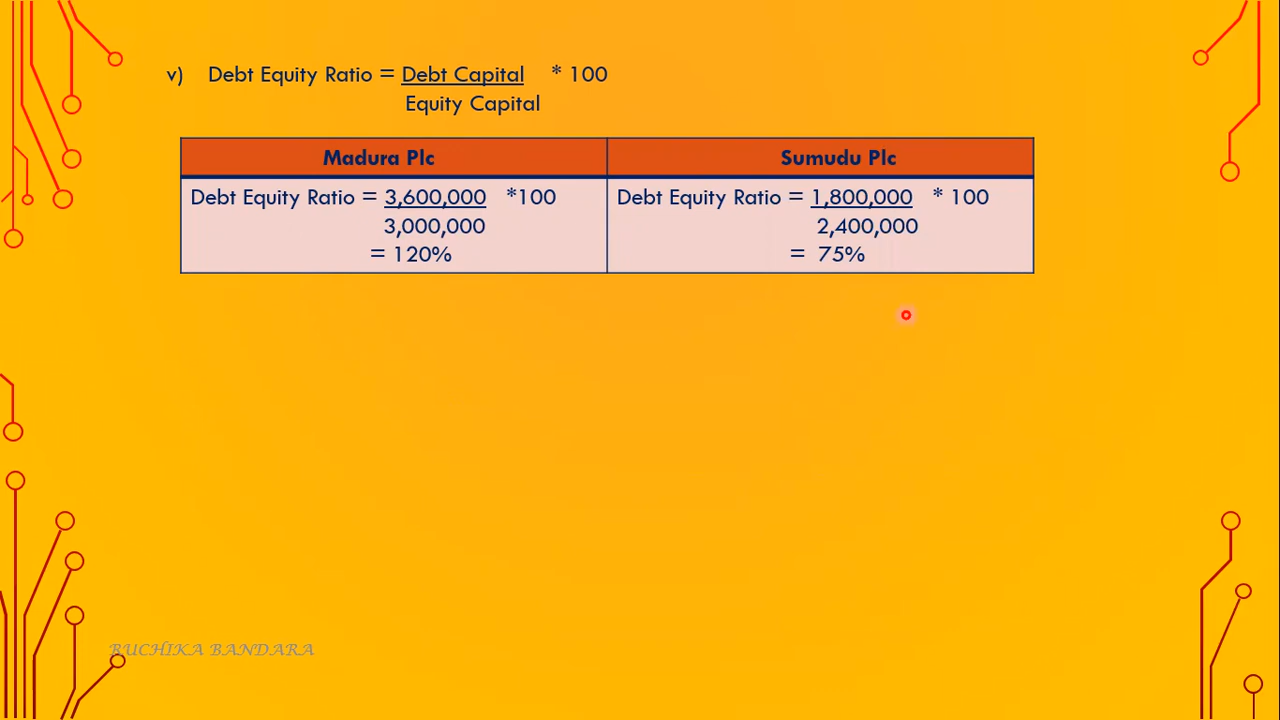 v) Debt Equity Ratio = Debt Capital * 100
Equity Capital
Madura Plc
Sumudu Plc
Debt Equity Ratio = 3,600,000 *100
3,000,000
= 120%
Debt Equity Ratio = 1,800,000 * 100
2,400,000
= 75%
RUCHIKA BANDARA